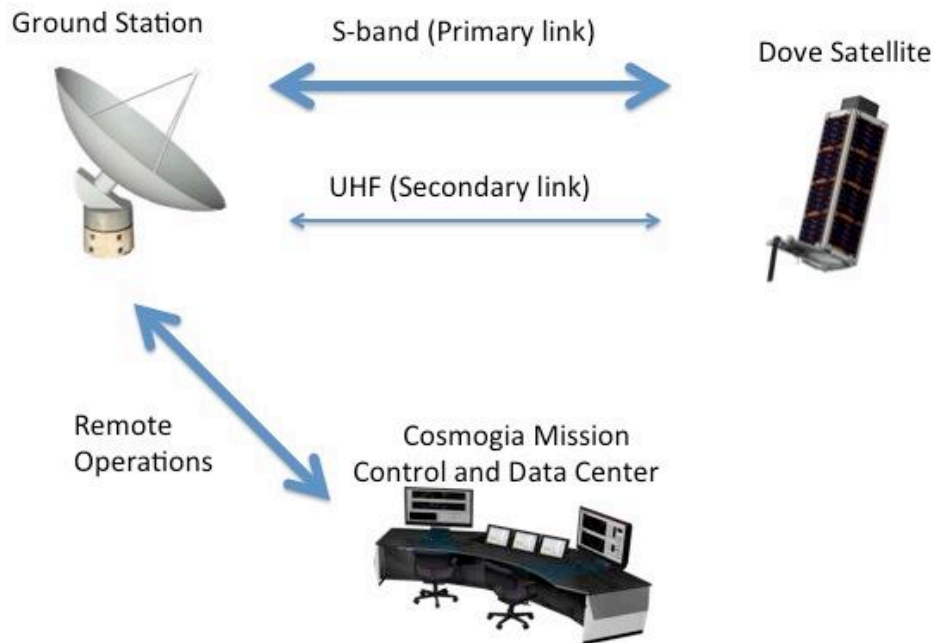 Ground Station
S-band (Primary link)
Dove Satellite
UHF (Secondary link)
Remote
Operations
Cosmogia Mission
Control and Data Center